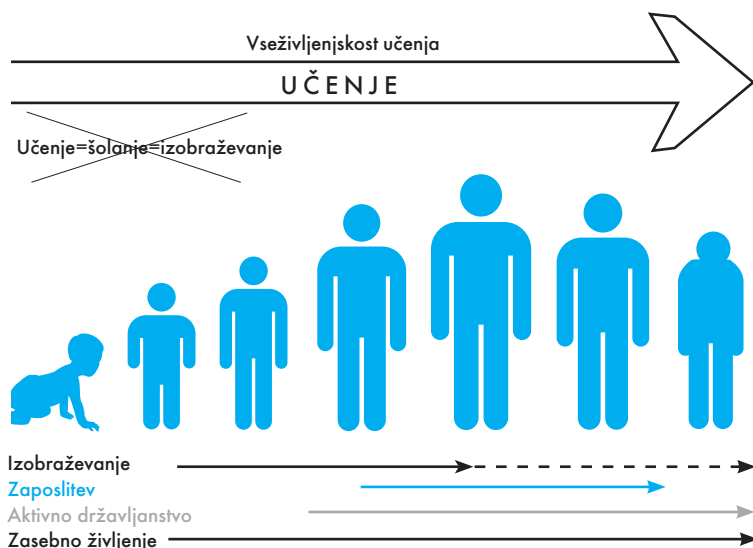 Vseživljenjskost učenja
UČENJE
Učenje=šolanje=izobraževanje
Izobraževanje
Zaposlitev
Aktivno državljanstvo
Zasebno življenje